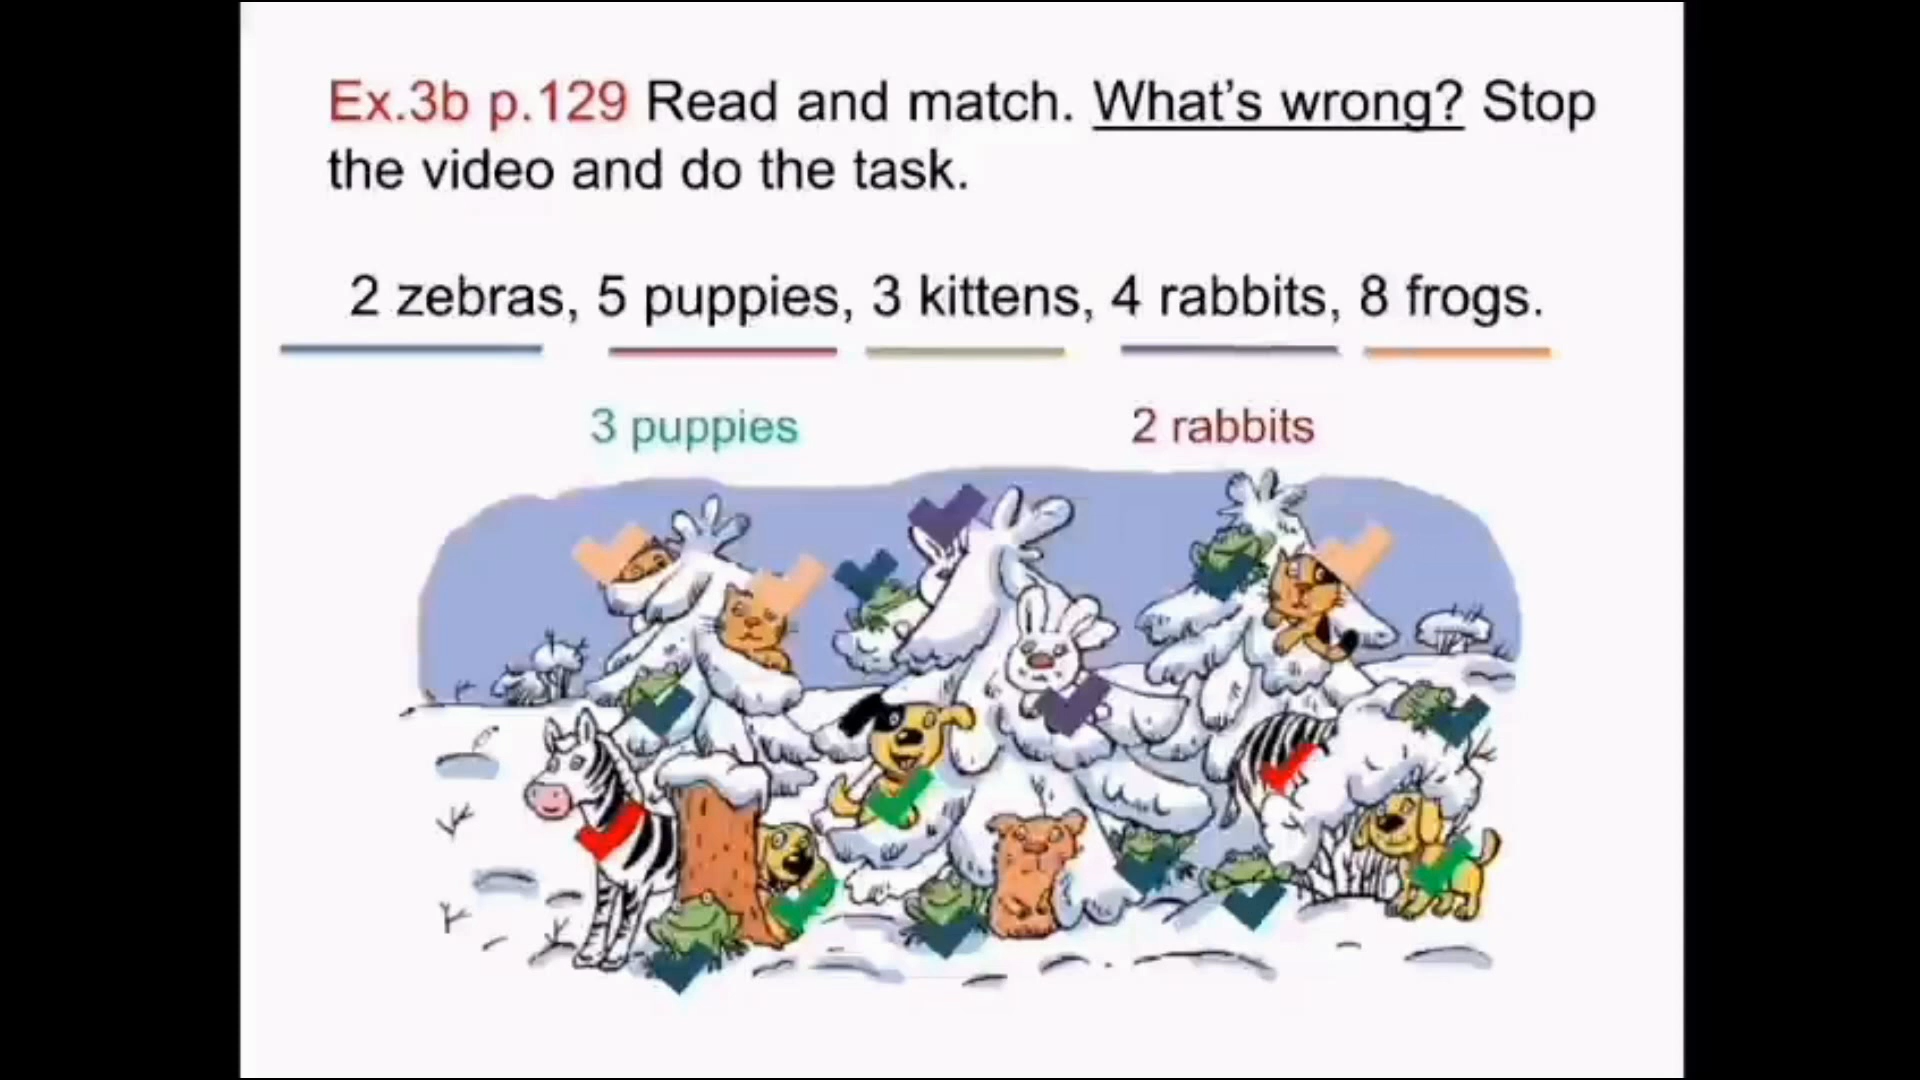 Ex.3b p.129 Read and match. What's wrong? Stop
the video and do the task.
2 zebras, 5 puppies, 3 kittens, 4 rabbits, 8 frogs.
3 puppies
2 rabbits